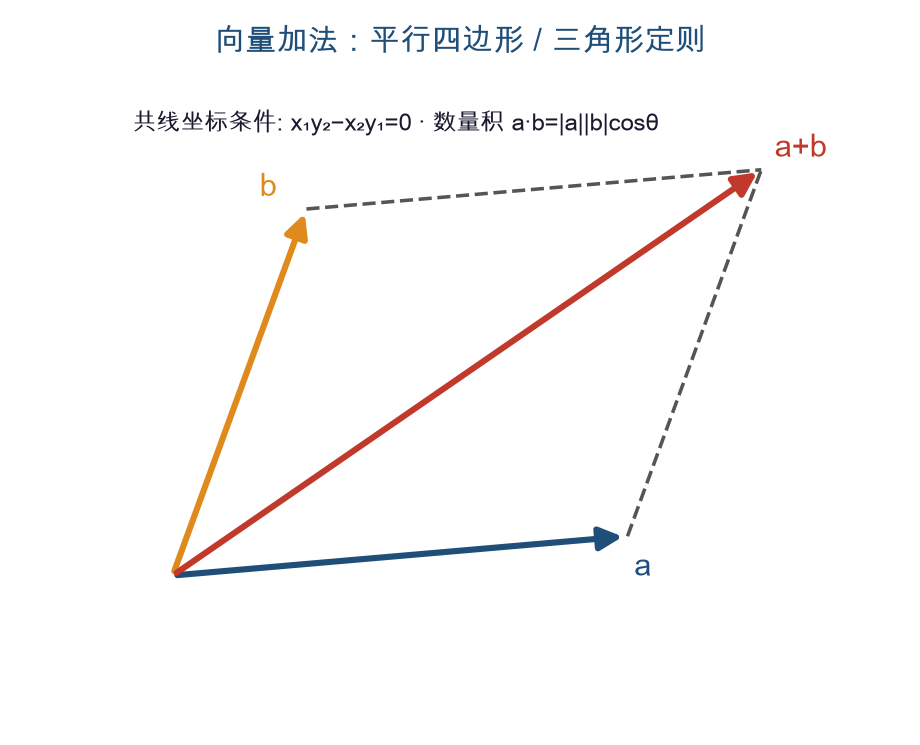 向量加法：平行四边形 / 三角形定则
共线坐标条件: x₁y₂−x₂y₁=0 · 数量积 a·b=|a||b|cosθ
a+b
b
a